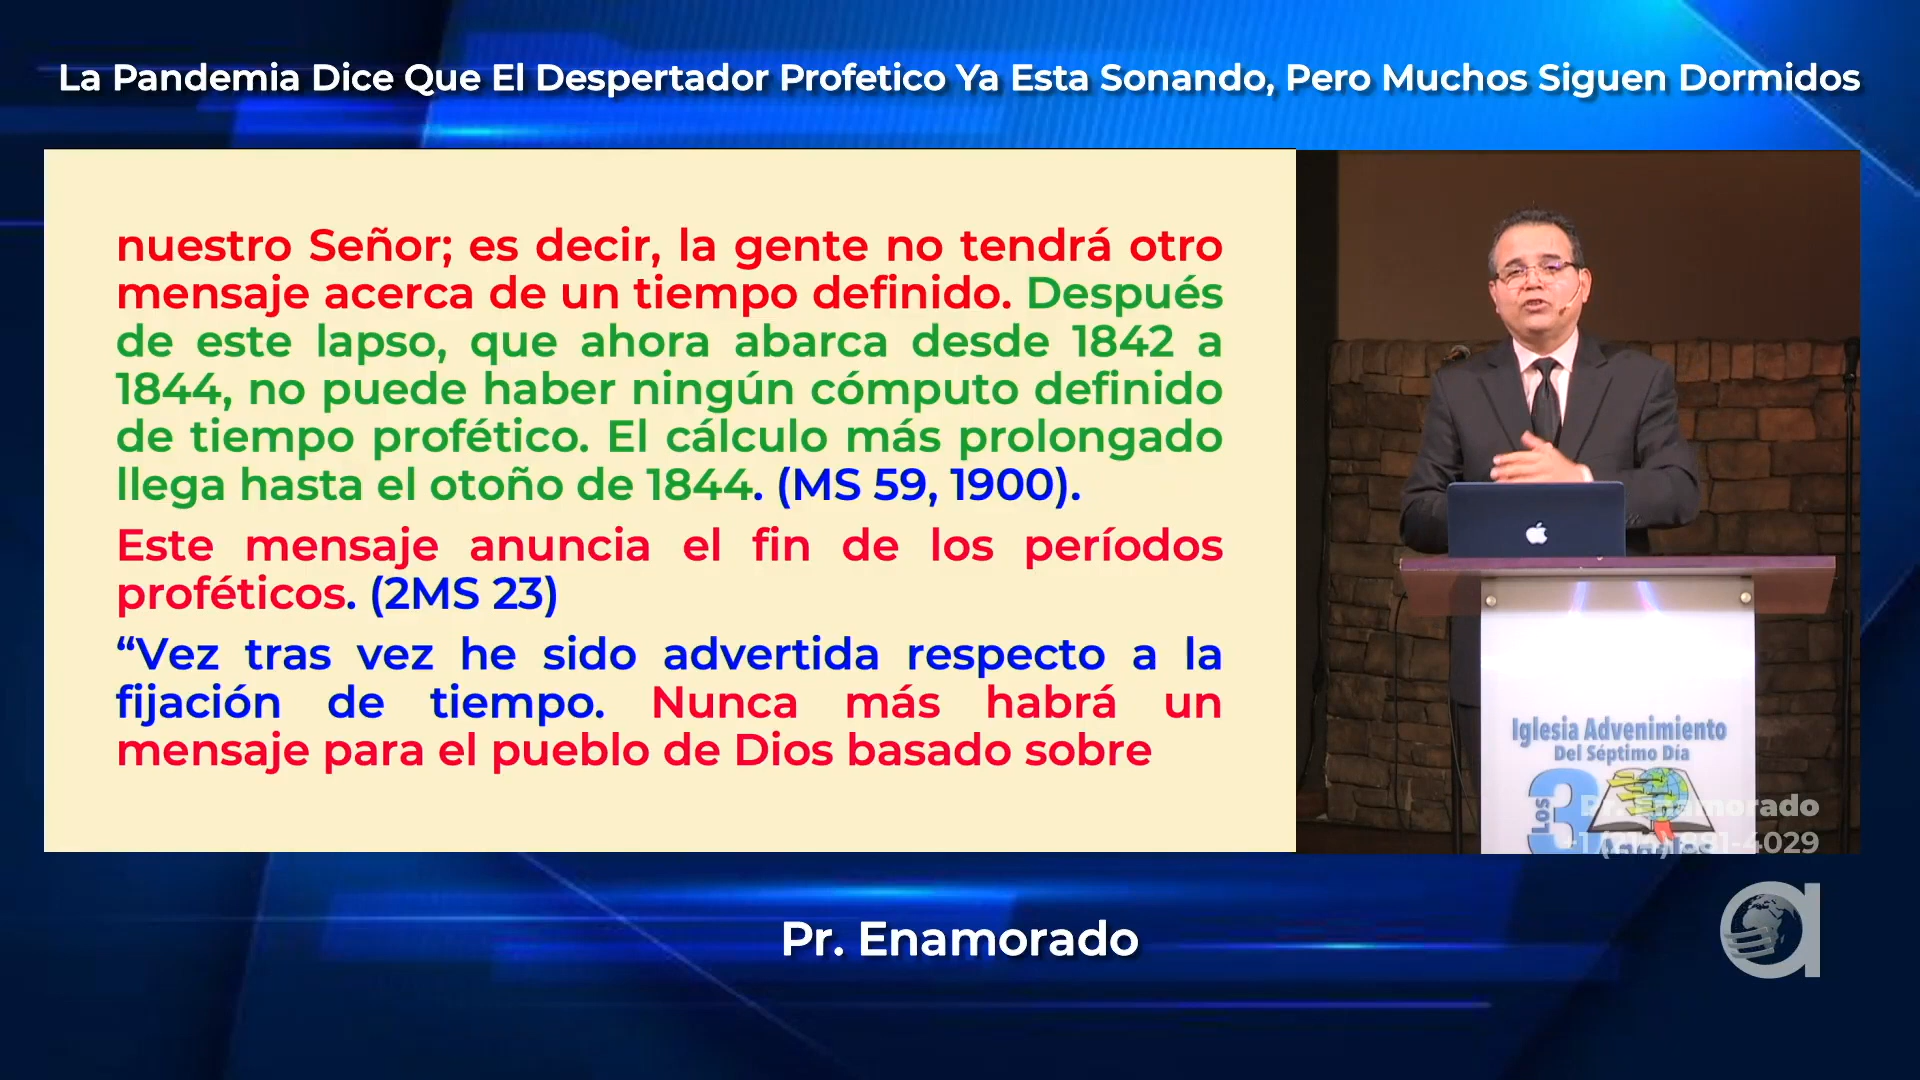 La Pandemia Dice Que El Despertador Profetico Ya Esta Sonando, Pero Muchos Siguen Dormidos
nuestro Señor; es decir, la gente no tendrá otro
mensaje acerca de un tiempo definido. Después
de este lapso, que ahora abarca desde 1842 a
1844, no puede haber ningún cómputo definido
de tiempo profético. El cálculo más prolongado
llega hasta el otoño de 1844. (MS 59, 1900).
Este mensaje anuncia el fin de los períodos
proféticos. (2MS 23)
“Vez tras vez he sido advertida respecto a la
fijación de tiempo. Nunca más habrá un
mensaje para el pueblo de Dios basado sobre
Iglesia Advenimiento
Del Séptimo Día
Los 3
Pr. Enamorado
Pr. Enamorado